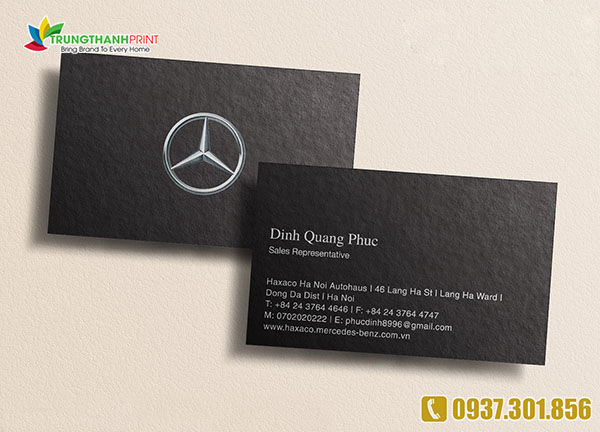 TRUNGTHANHPRINT
Bring Brand To Every Home
Dinh Quang Phuc
Sales Representative
Haxaco Ha Noi Autohaus | 46 Lang Ha St | Lang Ha Ward |
Dong Da Dist | Ha Noi
T: +84 24 3764 4646 | F: +84 24 3764 4747
M: 0702020222 | E: phucdinh8996@gmail.com
www.haxaco.mercedes-benz.com.vn
0937.301.856